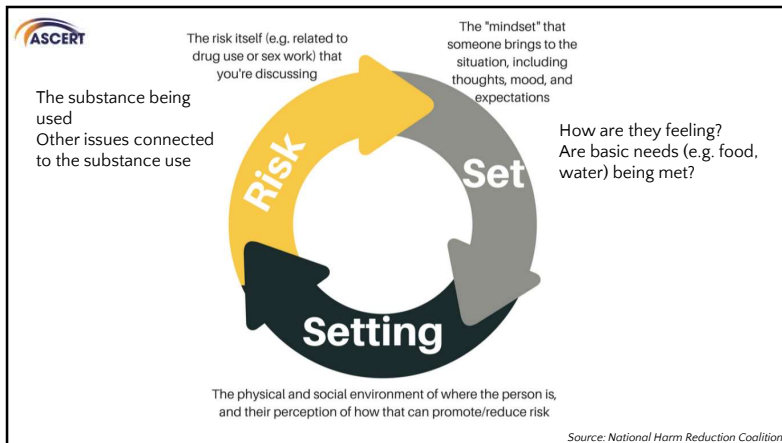 ASCERT
The risk itself (e.g. related to
drug use or sex work) that
you're discussing
The "mindset" that
someone brings to the
situation, including
thoughts, mood, and
expectations
The substance being
used
Other issues connected
to the substance use
How are they feeling?
Are basic needs (e.g. food,
water) being met?
Risk
Set
Setting
The physical and social environment of where the person is,
and their perception of how that can promote/reduce risk
Source: National Harm Reduction Coalition